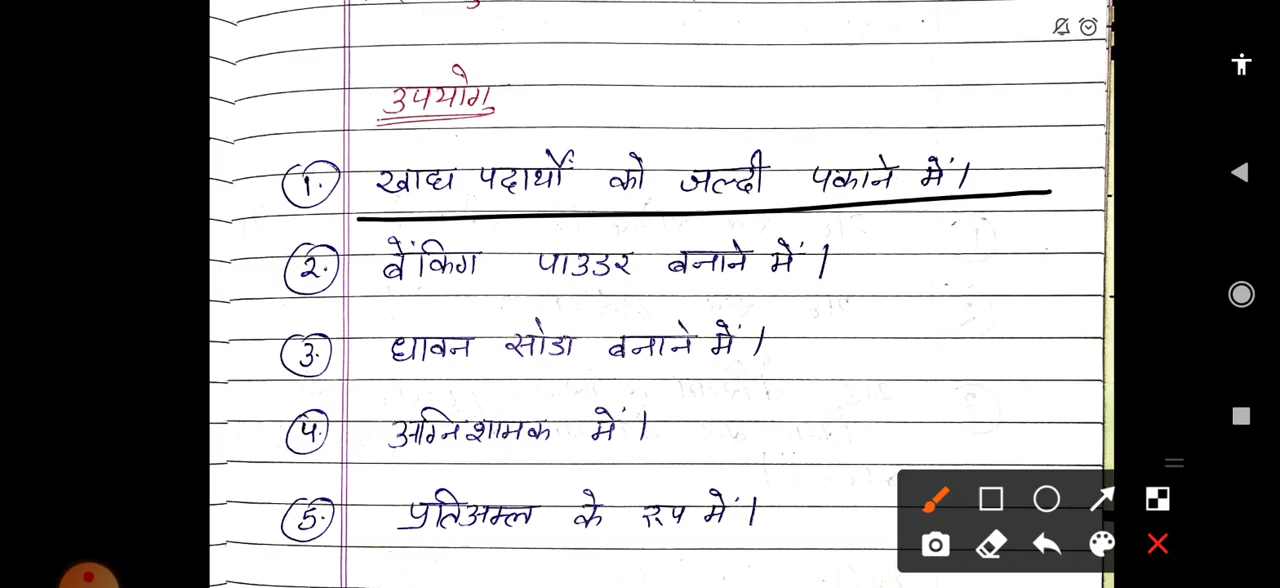 उपयोग
1. खाद्य पदार्थों को जल्दी पकाने में।
2. बेंकिग पाउडर बनाने में।
3. धावन सोडा बनाने में।
4. अग्निशामक में।
5. प्रतिअम्ल के रूप में।